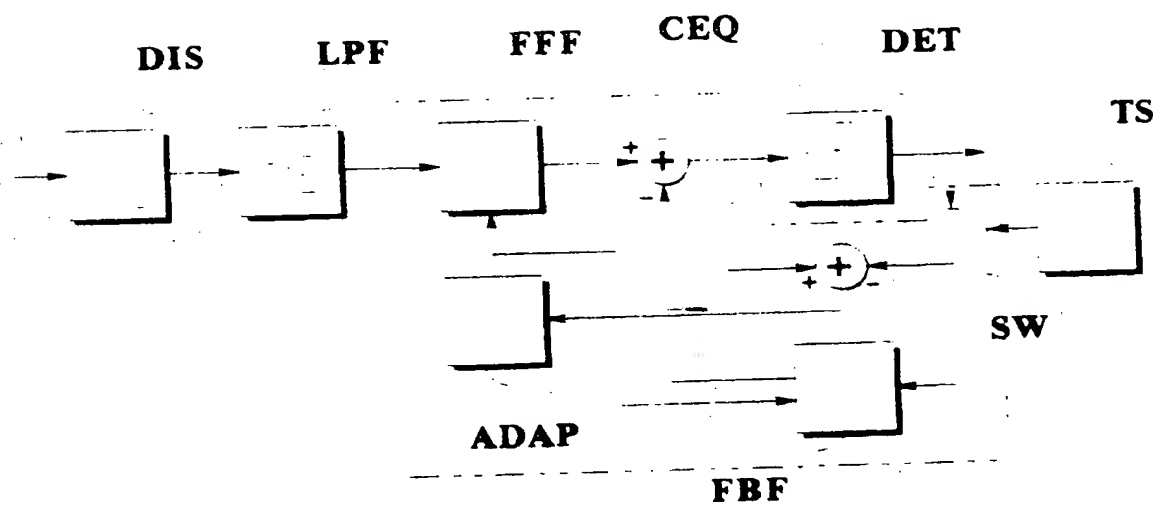 DIS
LPF
FFF
CEQ
DET
TS
+
+
-
+
+
-
SW
ADAP
FBF